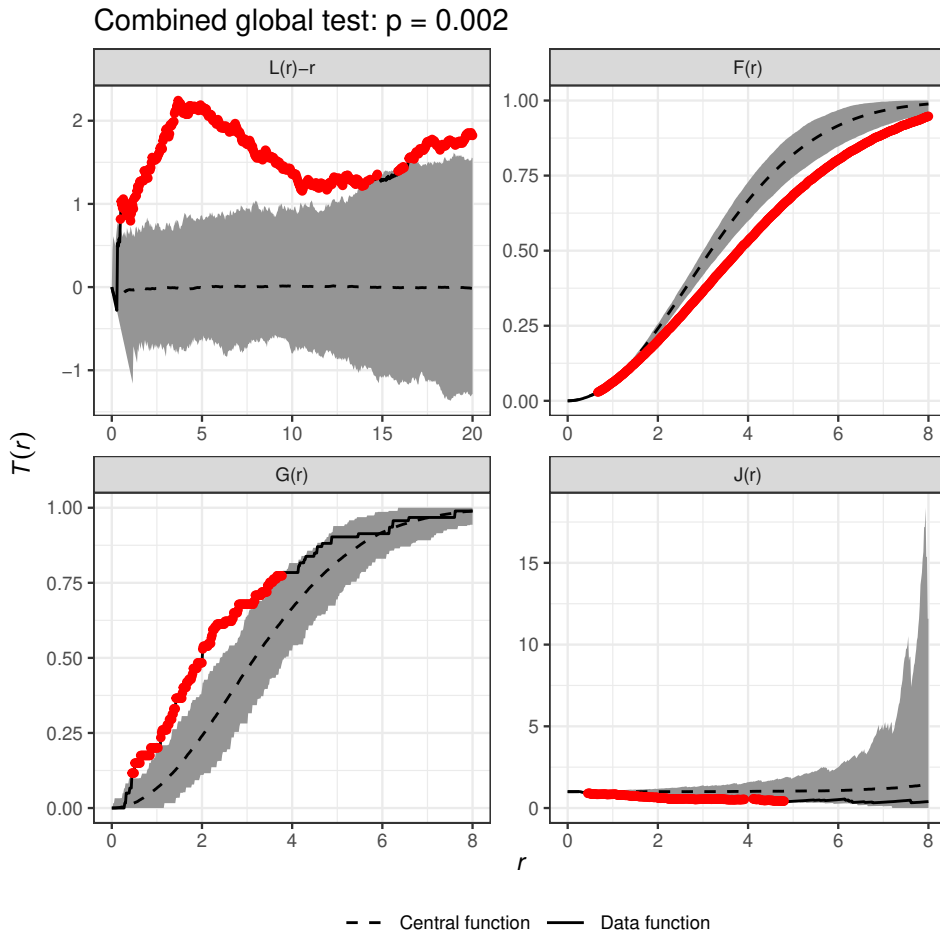 Combined global test: p = 0.002
L(r)−r
F(r)
2
1
0
−1
0 5 10 15 20
1.00
0.75
0.50
0.25
0.00
0 2 4 6 8
T(r)
G(r)
J(r)
1.00
0.75
0.50
0.25
0.00
0 2 4 6 8
15
10
5
0
0 2 4 6 8
r
Central function Data function